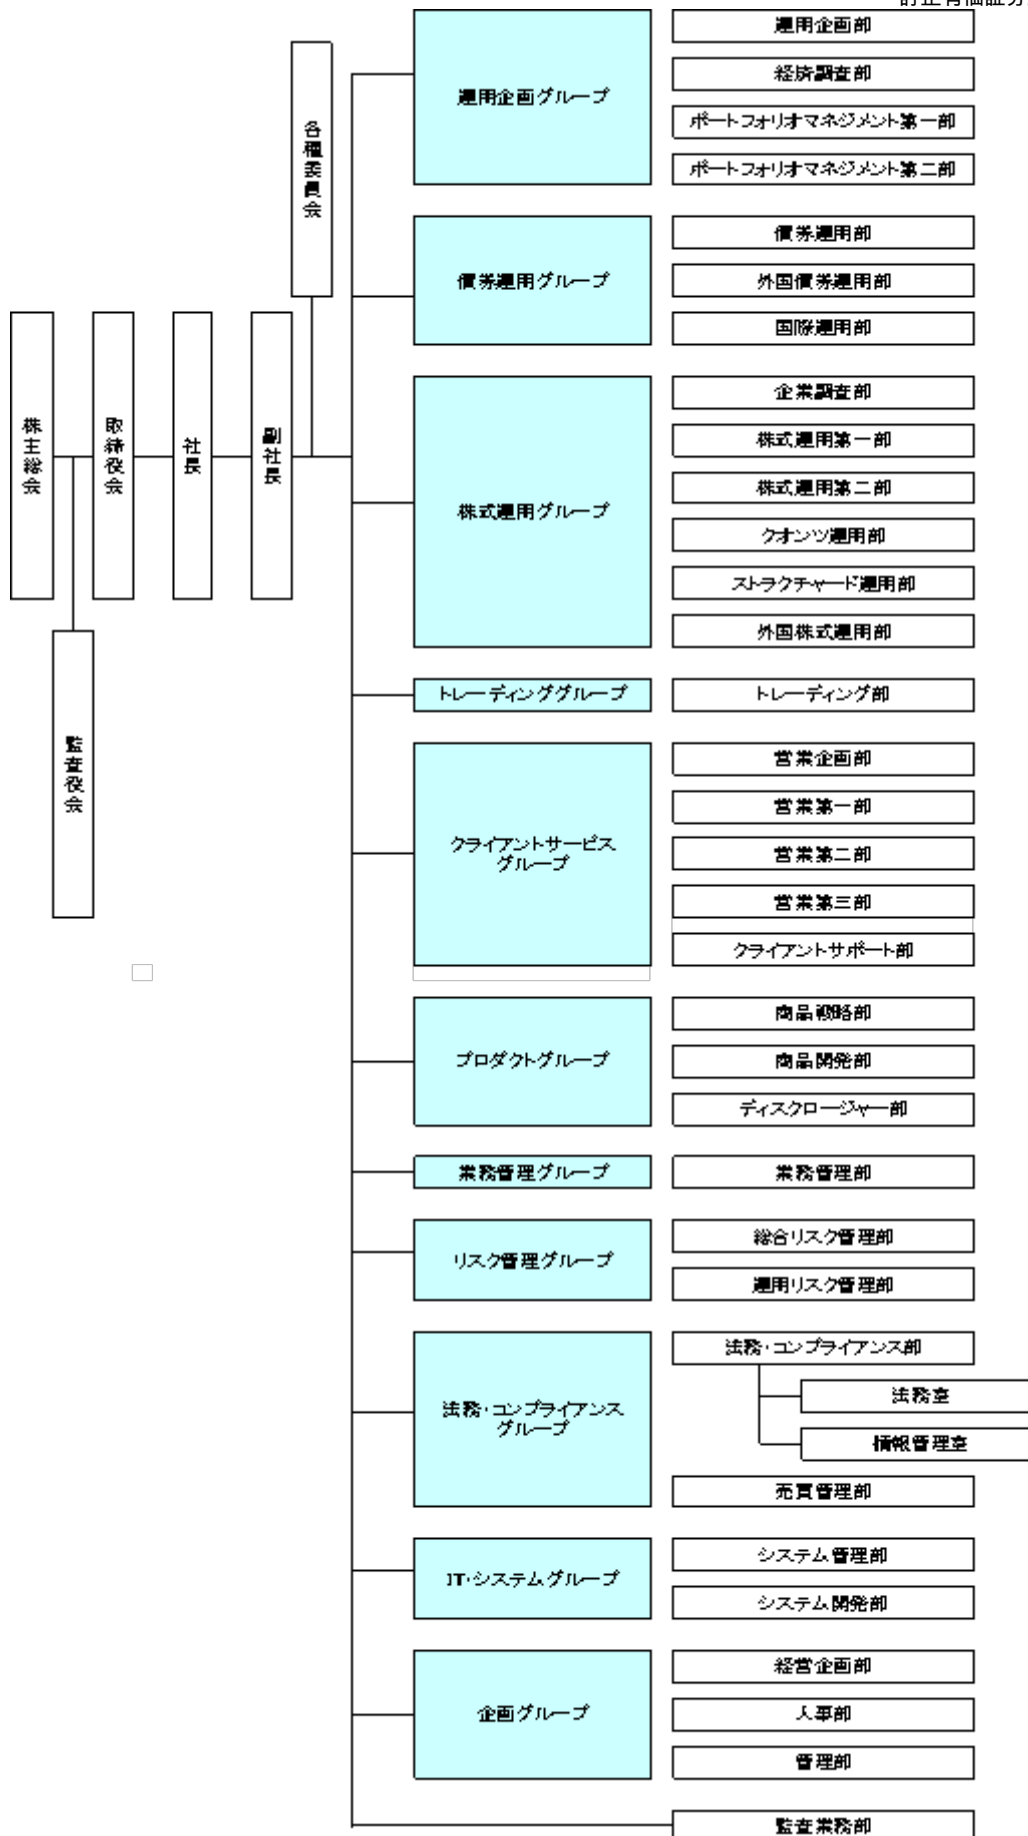 各種委員会
株主総会
取締役会
社長
副社長
監査役会
運用企画グループ
運用企画部
経済調査部
ポートフォリオマネジメント第一部
ポートフォリオマネジメント第二部
債券運用グループ
債券運用部
外国債券運用部
国際運用部
株式運用グループ
企業調査部
株式運用第一部
株式運用第二部
クオンツ運用部
ストラクチャード運用部
外国株式運用部
トレーディンググループ
トレーディング部
クライアントサービス
グループ
営業企画部
営業第一部
営業第二部
営業第三部
クライアントサポート部
プロダクトグループ
商品戦略部
商品開発部
ディスクロージャー部
業務管理グループ
業務管理部
リスク管理グループ
総合リスク管理部
運用リスク管理部
法務・コンプライアンス
グループ
法務・コンプライアンス部
法務室
情報管理室
売買管理部
IT・システムグループ
システム管理部
システム開発部
企画グループ
経営企画部
人事部
管理部
監査業務部